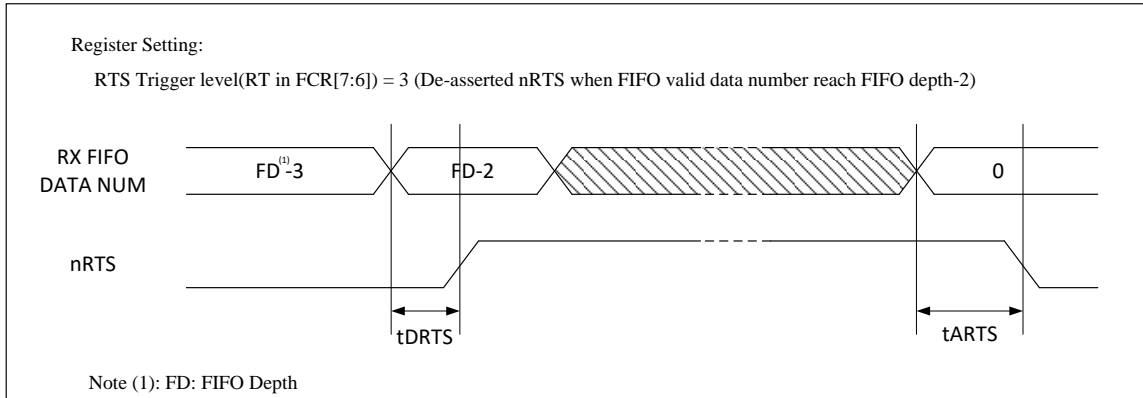 Register Setting:
RTS Trigger level(RT in FCR[7:6]) = 3 (De-asserted nRTS when FIFO valid data number reach FIFO depth-2)
RX FIFO
DATA NUM
FD(1)-3
FD-2
0
nRTS
tDRTS
tARTS
Note (1): FD: FIFO Depth